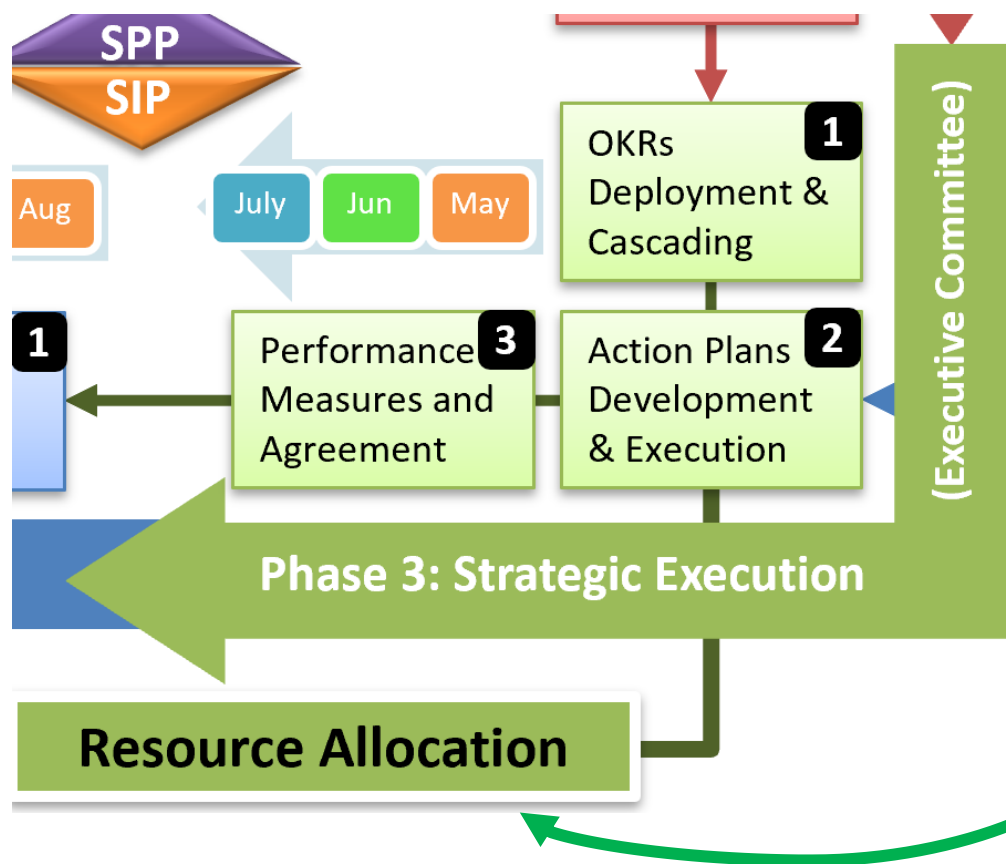 SPP
SIP
Aug
July
Jun
May
1
OKRs
Deployment &
Cascading
(Executive Committee)
1
3
Performance
Measures and
Agreement
2
Action Plans
Development
& Execution
Phase 3: Strategic Execution
Resource Allocation